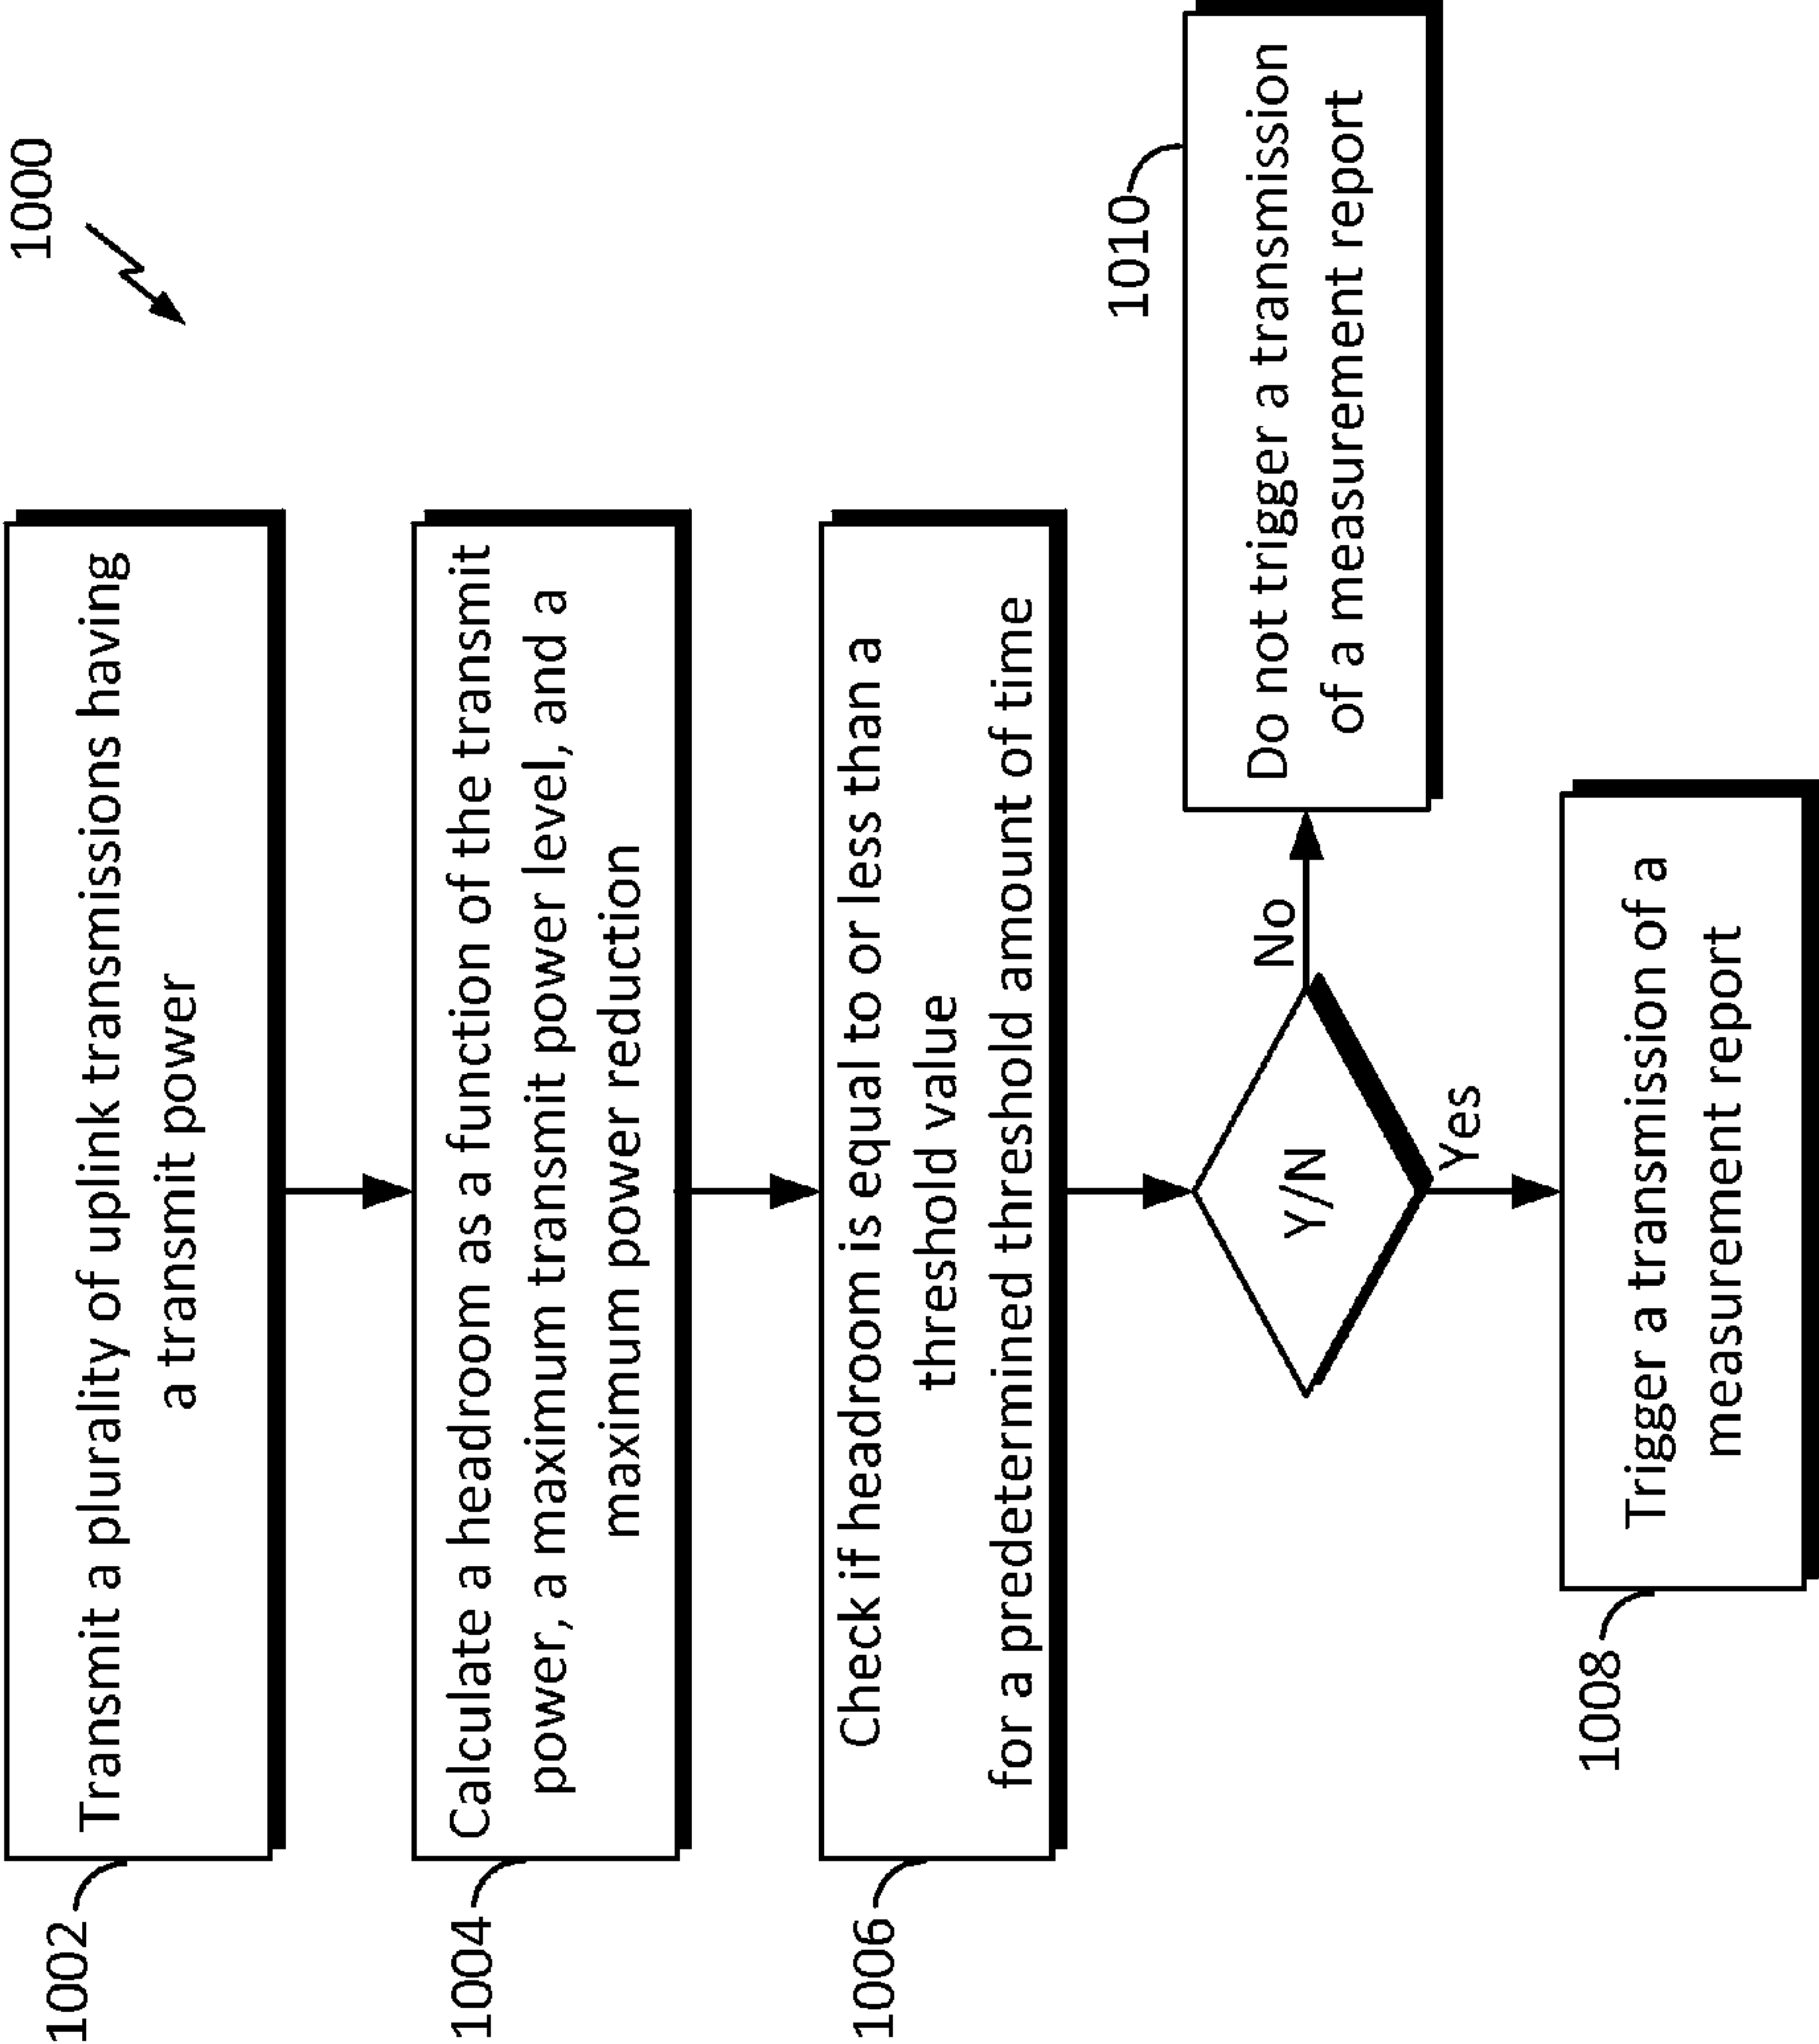 1000
1002
Transmit a plurality of uplink transmissions having
a transmit power
1004
Calculate a headroom as a function of the transmit
power, a maximum transmit power level, and a
maximum power reduction
1006
Check if headroom is equal to or less than a
threshold value
for a predetermined threshold amount of time
Y/N
No
1010
Do not trigger a transmission
of a measurement report
Yes
1008
Trigger a transmission of a
measurement report